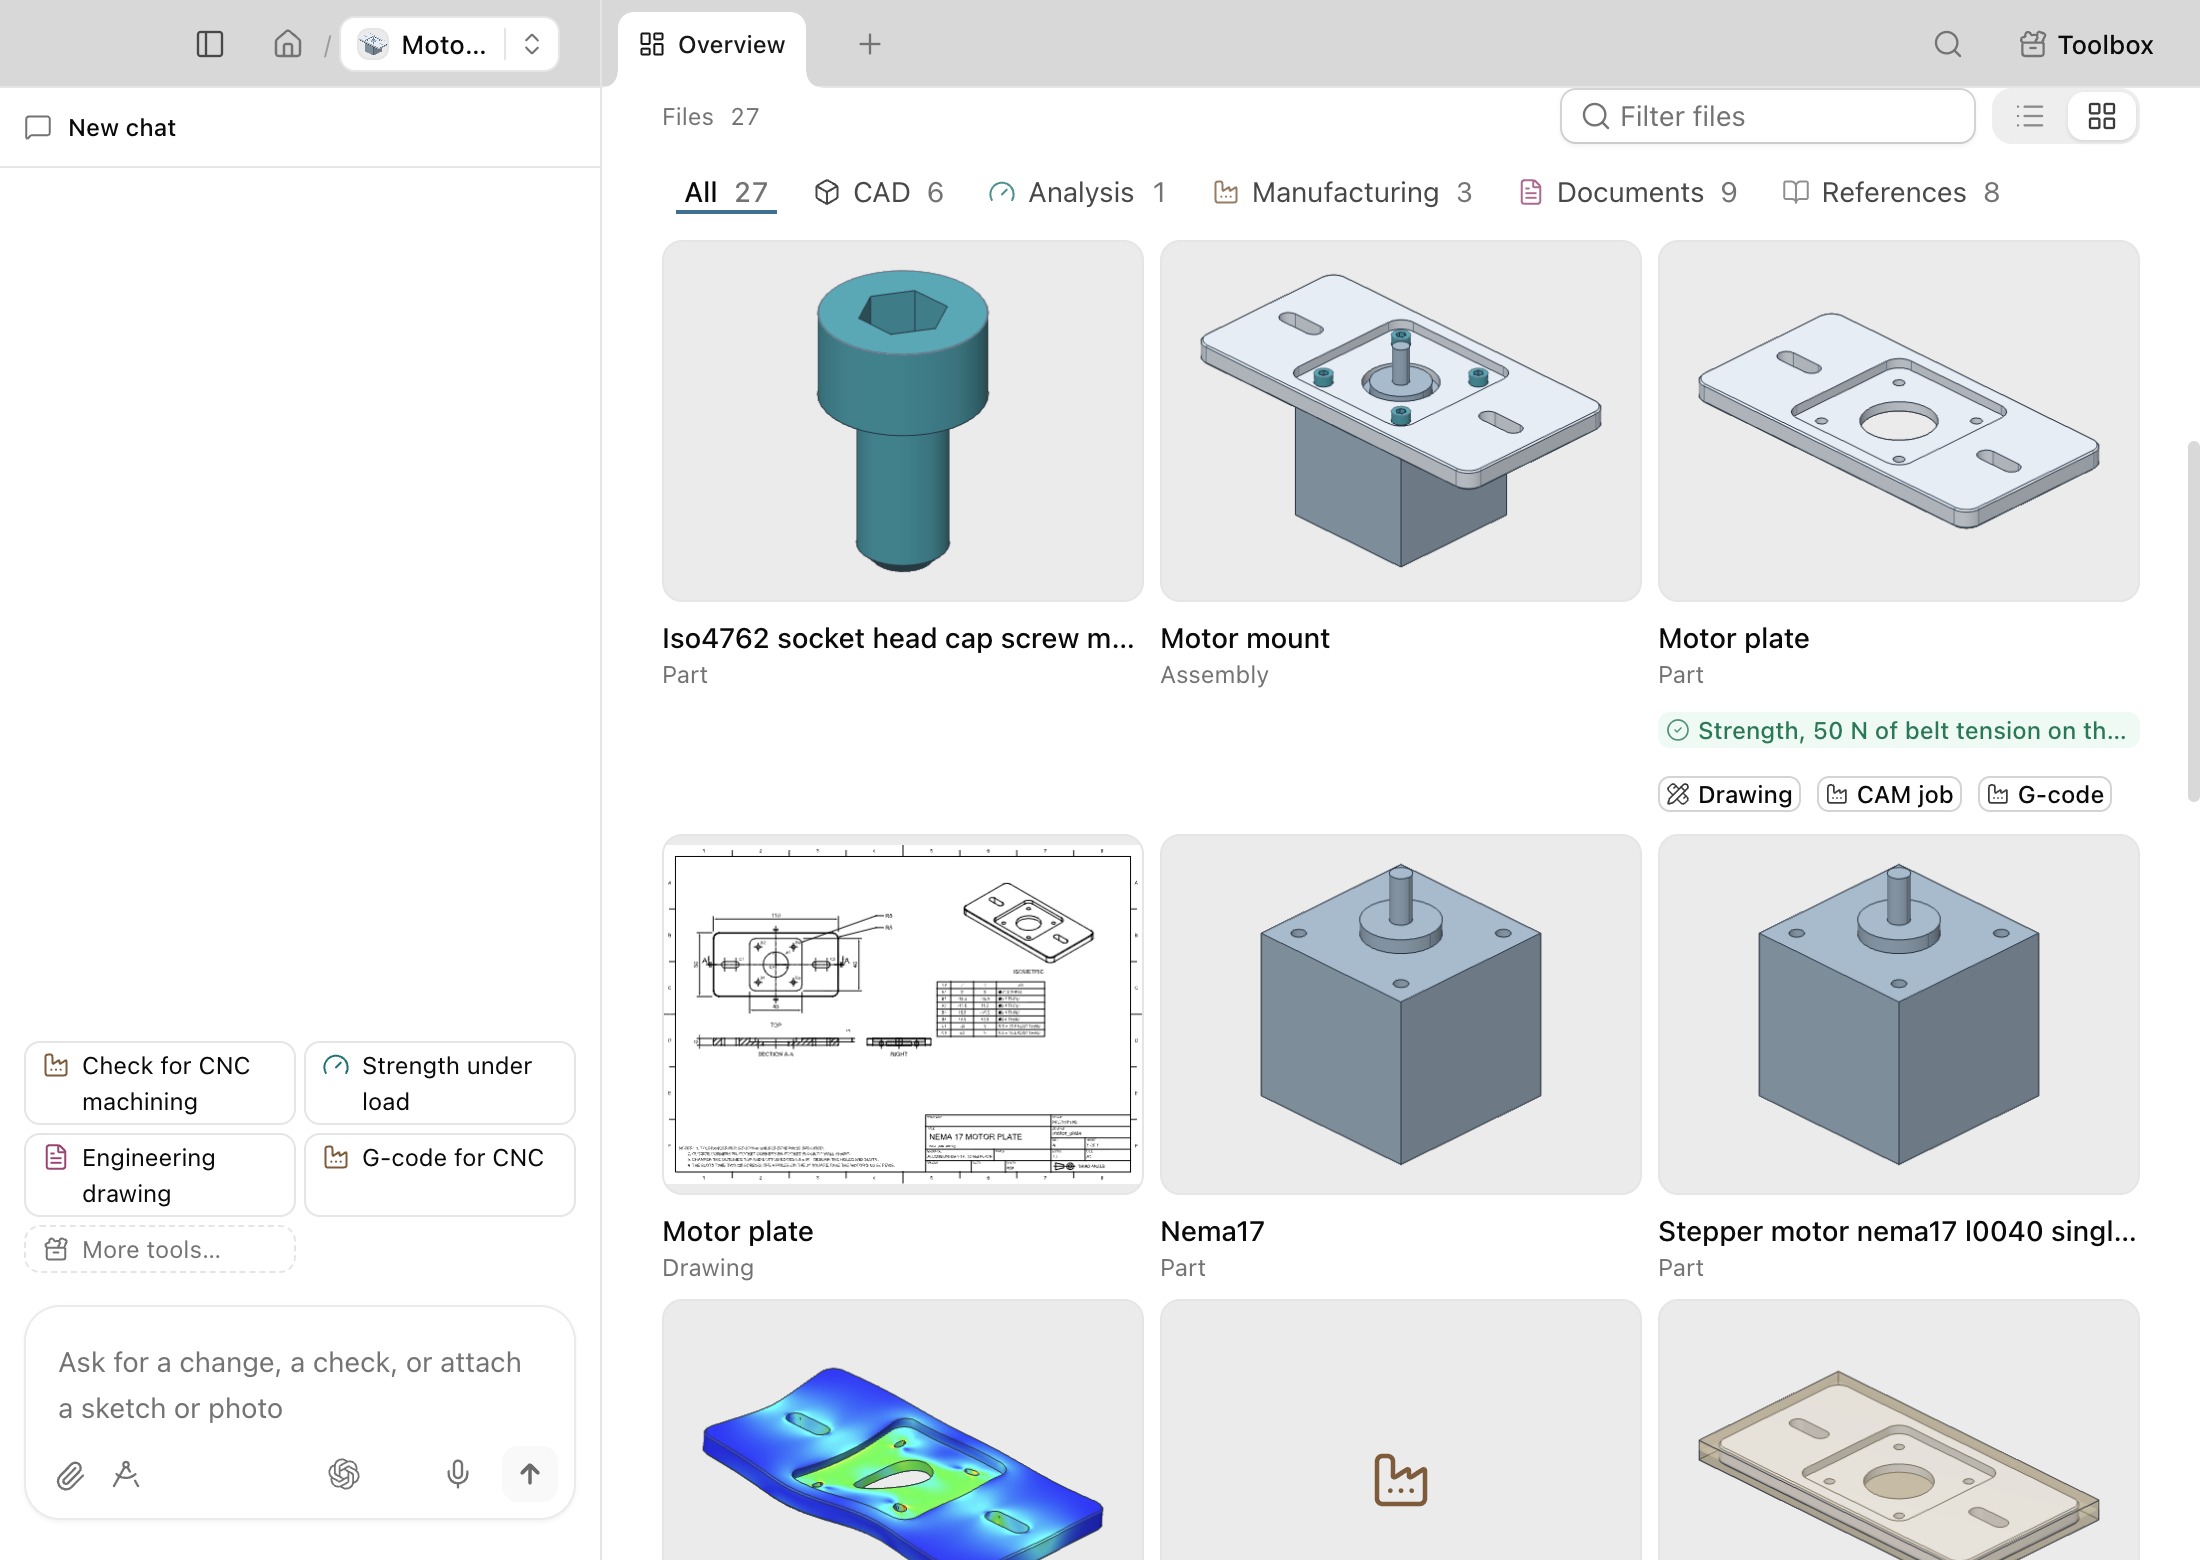 Moto...
Overview
Toolbox
New chat
Files 27
Filter files
All 27
CAD 6
Analysis 1
Manufacturing 3
Documents 9
References 8
Iso4762 socket head cap screw m...
Part
Motor mount
Assembly
Motor plate
Part
Strength, 50 N of belt tension on th...
Drawing
CAM job
G-code
ISOMETRIC
TOP
SECTION A-A
RIGHT
NEMA 17 MOTOR PLATE
Motor plate
Drawing
Nema17
Part
Stepper motor nema17 l0040 singl...
Part
Check for CNC
machining
Strength under
load
Engineering
drawing
G-code for CNC
More tools...
Ask for a change, a check, or attach
a sketch or photo